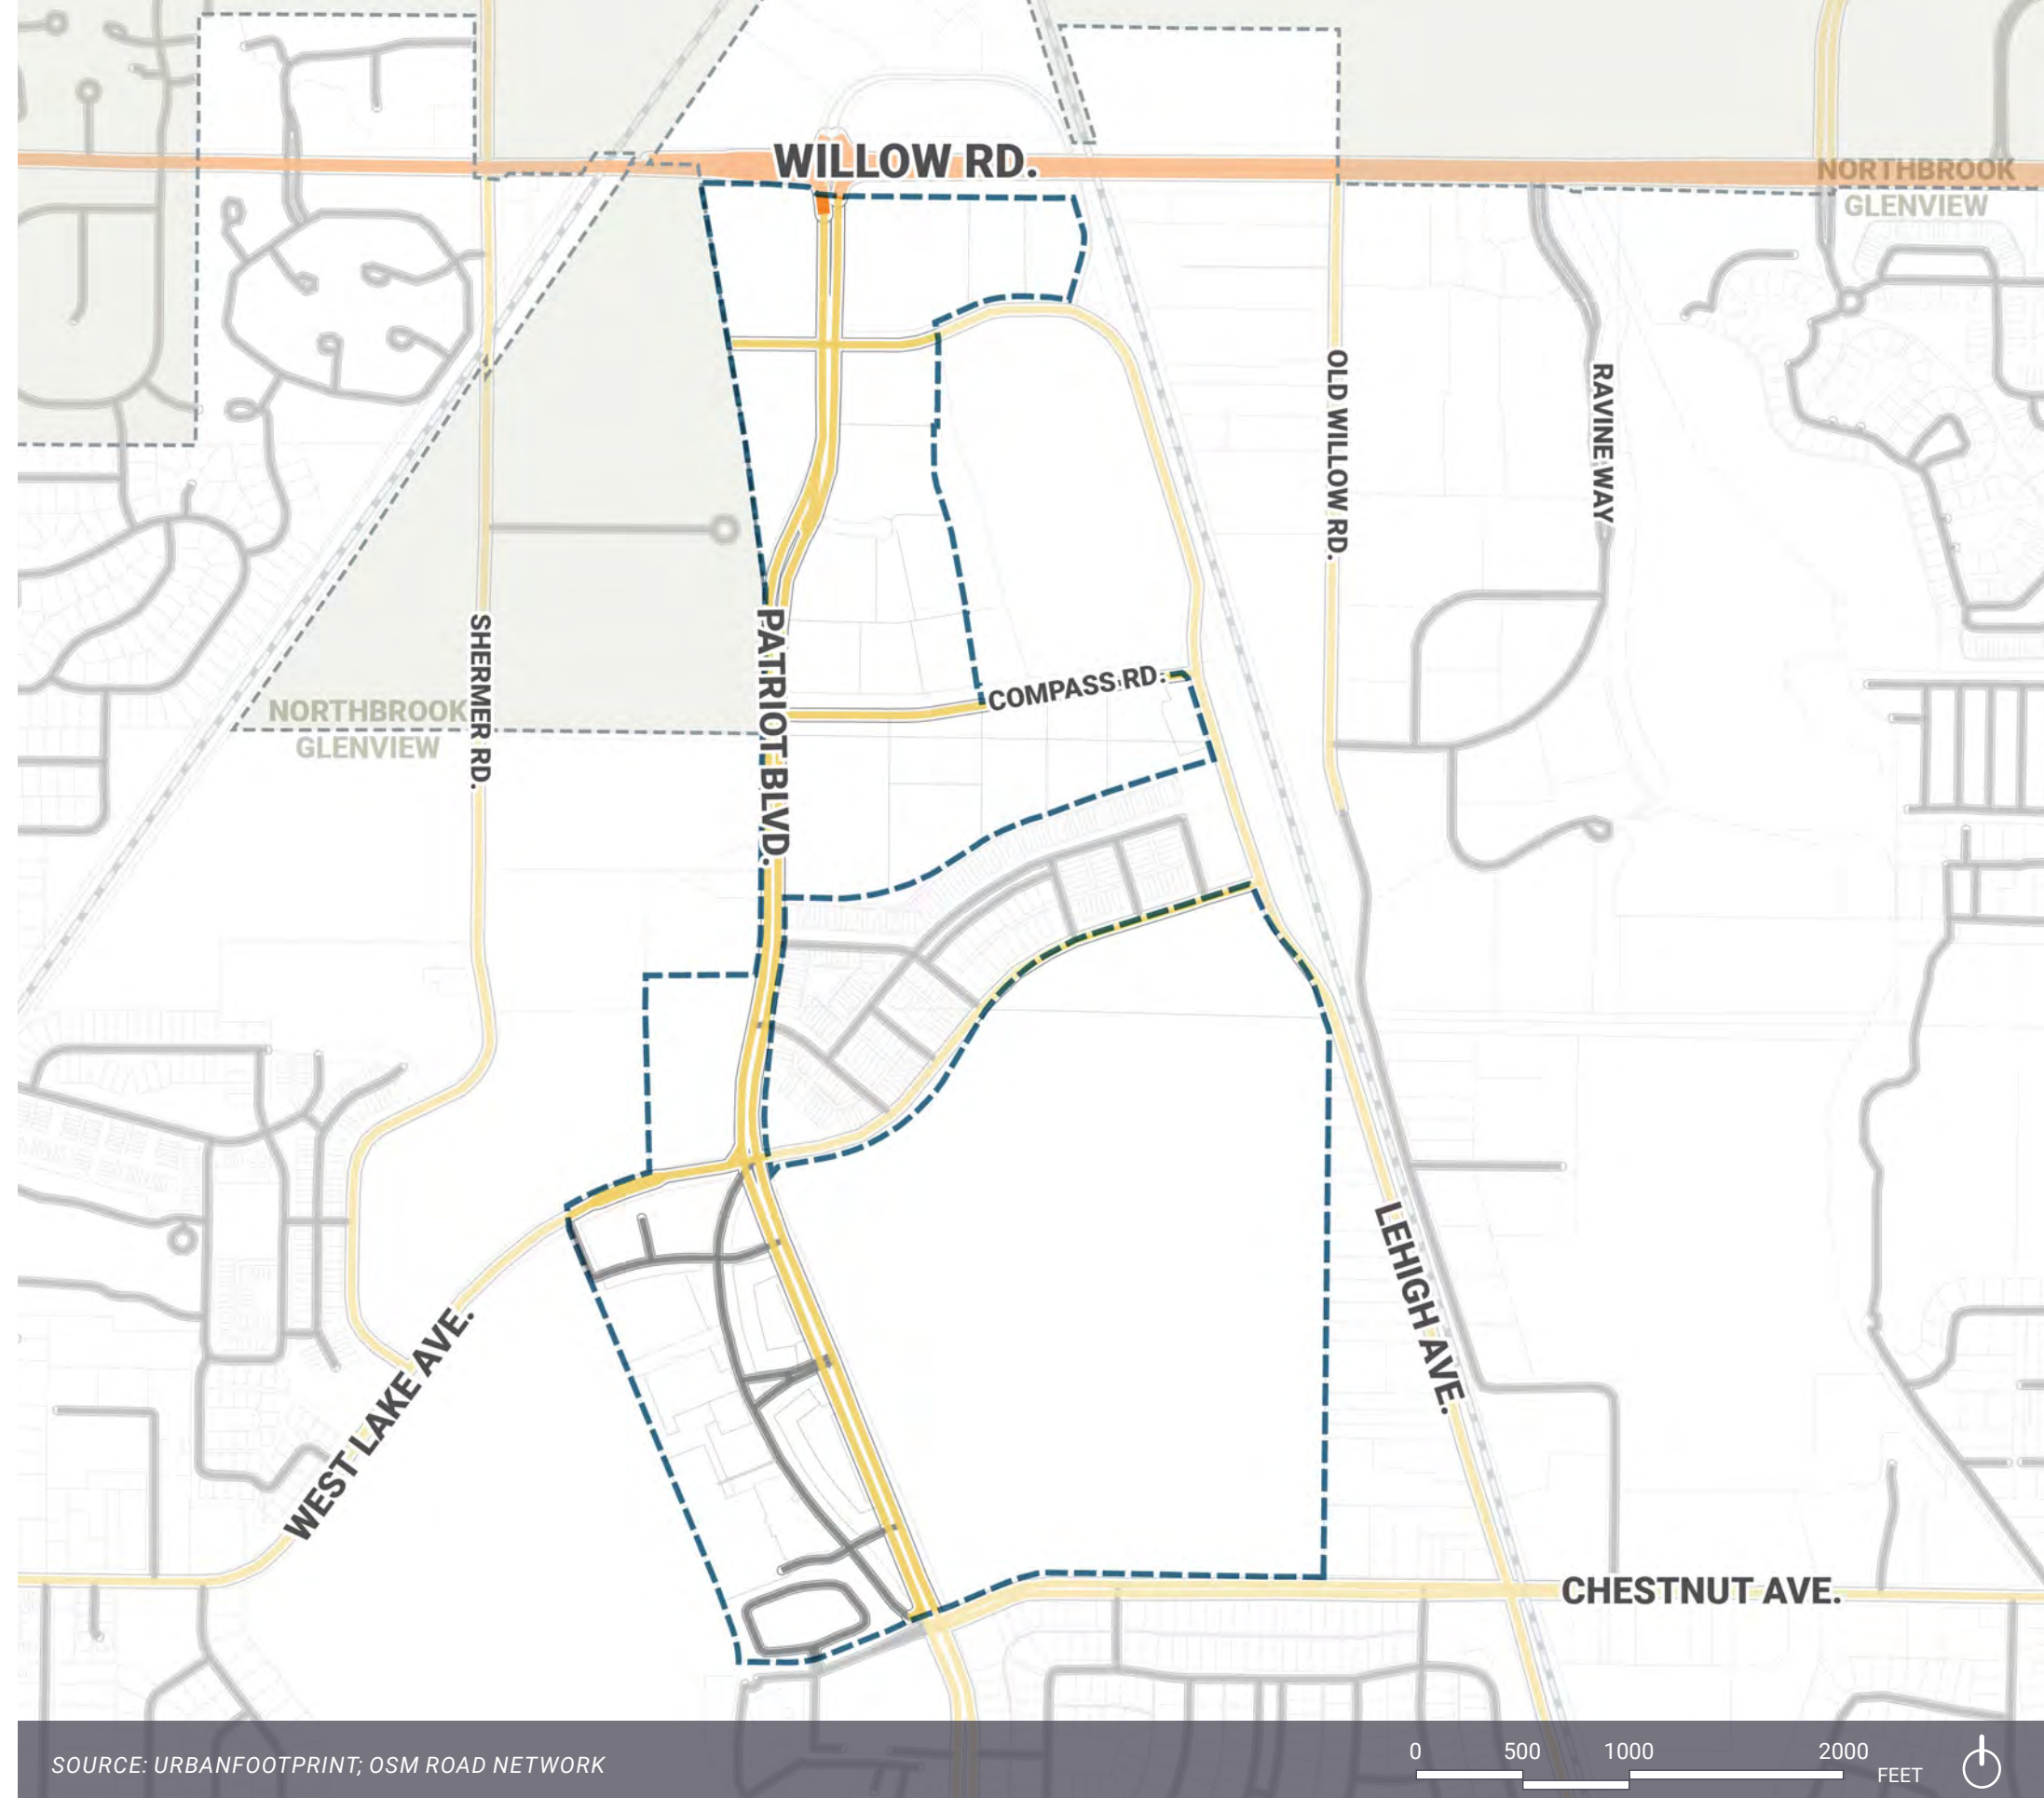 WILLOW RD.
NORTHBROOK
GLENVIEW
OLD WILLOW RD.
RAVINE WAY
SHERMER RD.
PATRIOT BLVD.
COMPASS RD.
NORTHBROOK
GLENVIEW
LEHIGH AVE.
WEST LAKE AVE.
CHESTNUT AVE.
SOURCE: URBANFOOTPRINT; OSM ROAD NETWORK
0 500 1000 2000
FEET